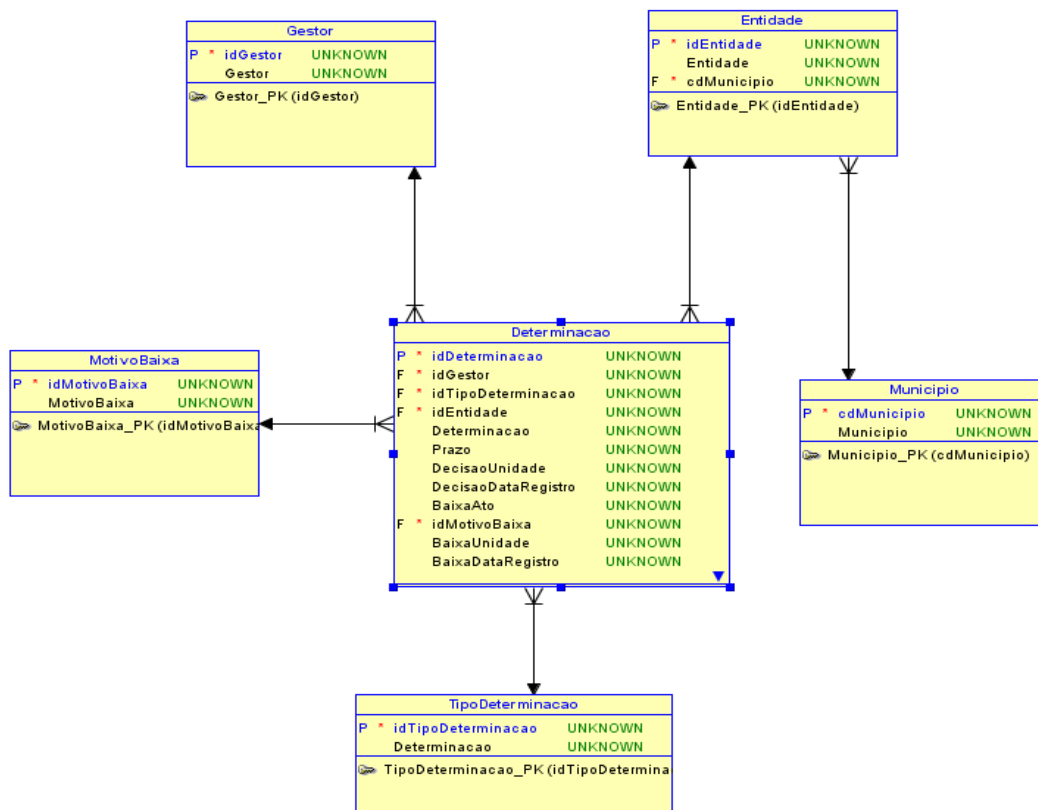 Gestor
P * idGestor UNKNOWN
Gestor UNKNOWN
Gestor_PK (idGestor)
Entidade
P * idEntidade UNKNOWN
Entidade UNKNOWN
F * cdMunicipio UNKNOWN
Entidade_PK (idEntidade)
MotivoBaixa
P * idMotivoBaixa UNKNOWN
MotivoBaixa UNKNOWN
MotivoBaixa_PK (idMotivoBaixa
Determinacao
P * idDeterminacao UNKNOWN
F * idGestor UNKNOWN
F * idTipoDeterminacao UNKNOWN
F * idEntidade UNKNOWN
Determinacao UNKNOWN
Prazo UNKNOWN
DecisaoUnidade UNKNOWN
DecisaoDataRegistro UNKNOWN
BaixaAto UNKNOWN
F * idMotivoBaixa UNKNOWN
BaixaUnidade UNKNOWN
BaixaDataRegistro UNKNOWN
Municipio
P * cdMunicipio UNKNOWN
Municipio UNKNOWN
Municipio_PK (cdMunicipio)
TipoDeterminacao
P * idTipoDeterminacao UNKNOWN
Determinacao UNKNOWN
TipoDeterminacao_PK (idTipoDetermina